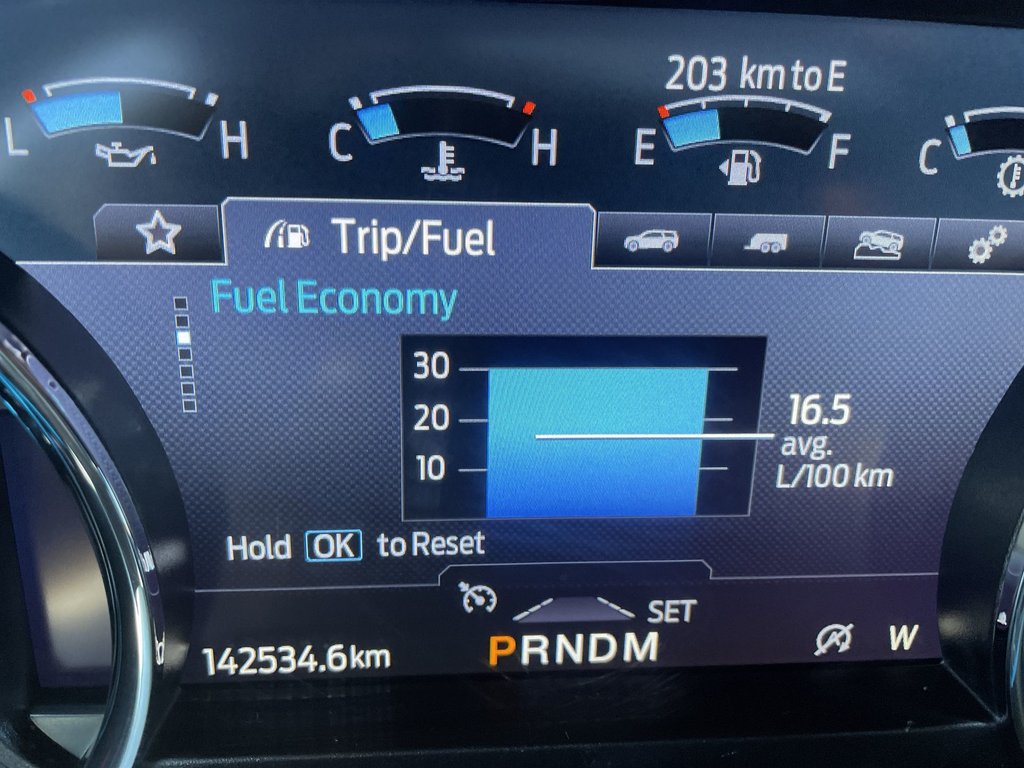 203 km to E
L H C H E F C
Trip/Fuel
Fuel Economy
30
20
10
16.5
avg.
L/100 km
Hold OK to Reset
SET
142534.6km
PRNDM
W